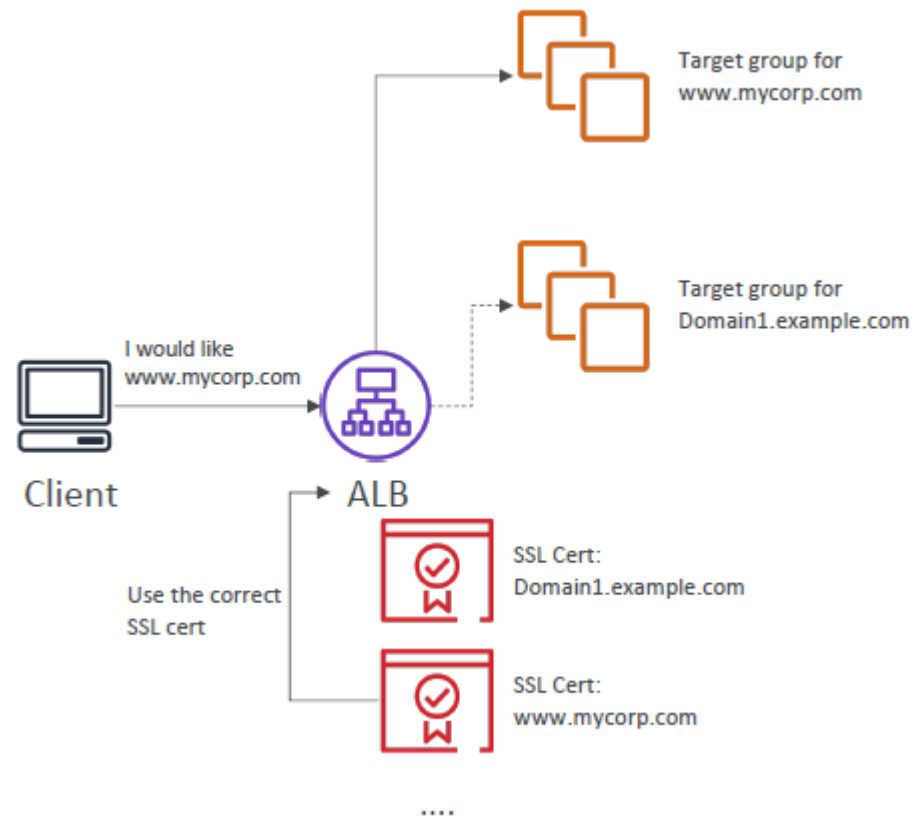 Target group for
www.mycorp.com
Target group for
Domain1.example.com
I would like
www.mycorp.com
Client
ALB
SSL Cert:
Domain1.example.com
Use the correct
SSL cert
SSL Cert:
www.mycorp.com
....